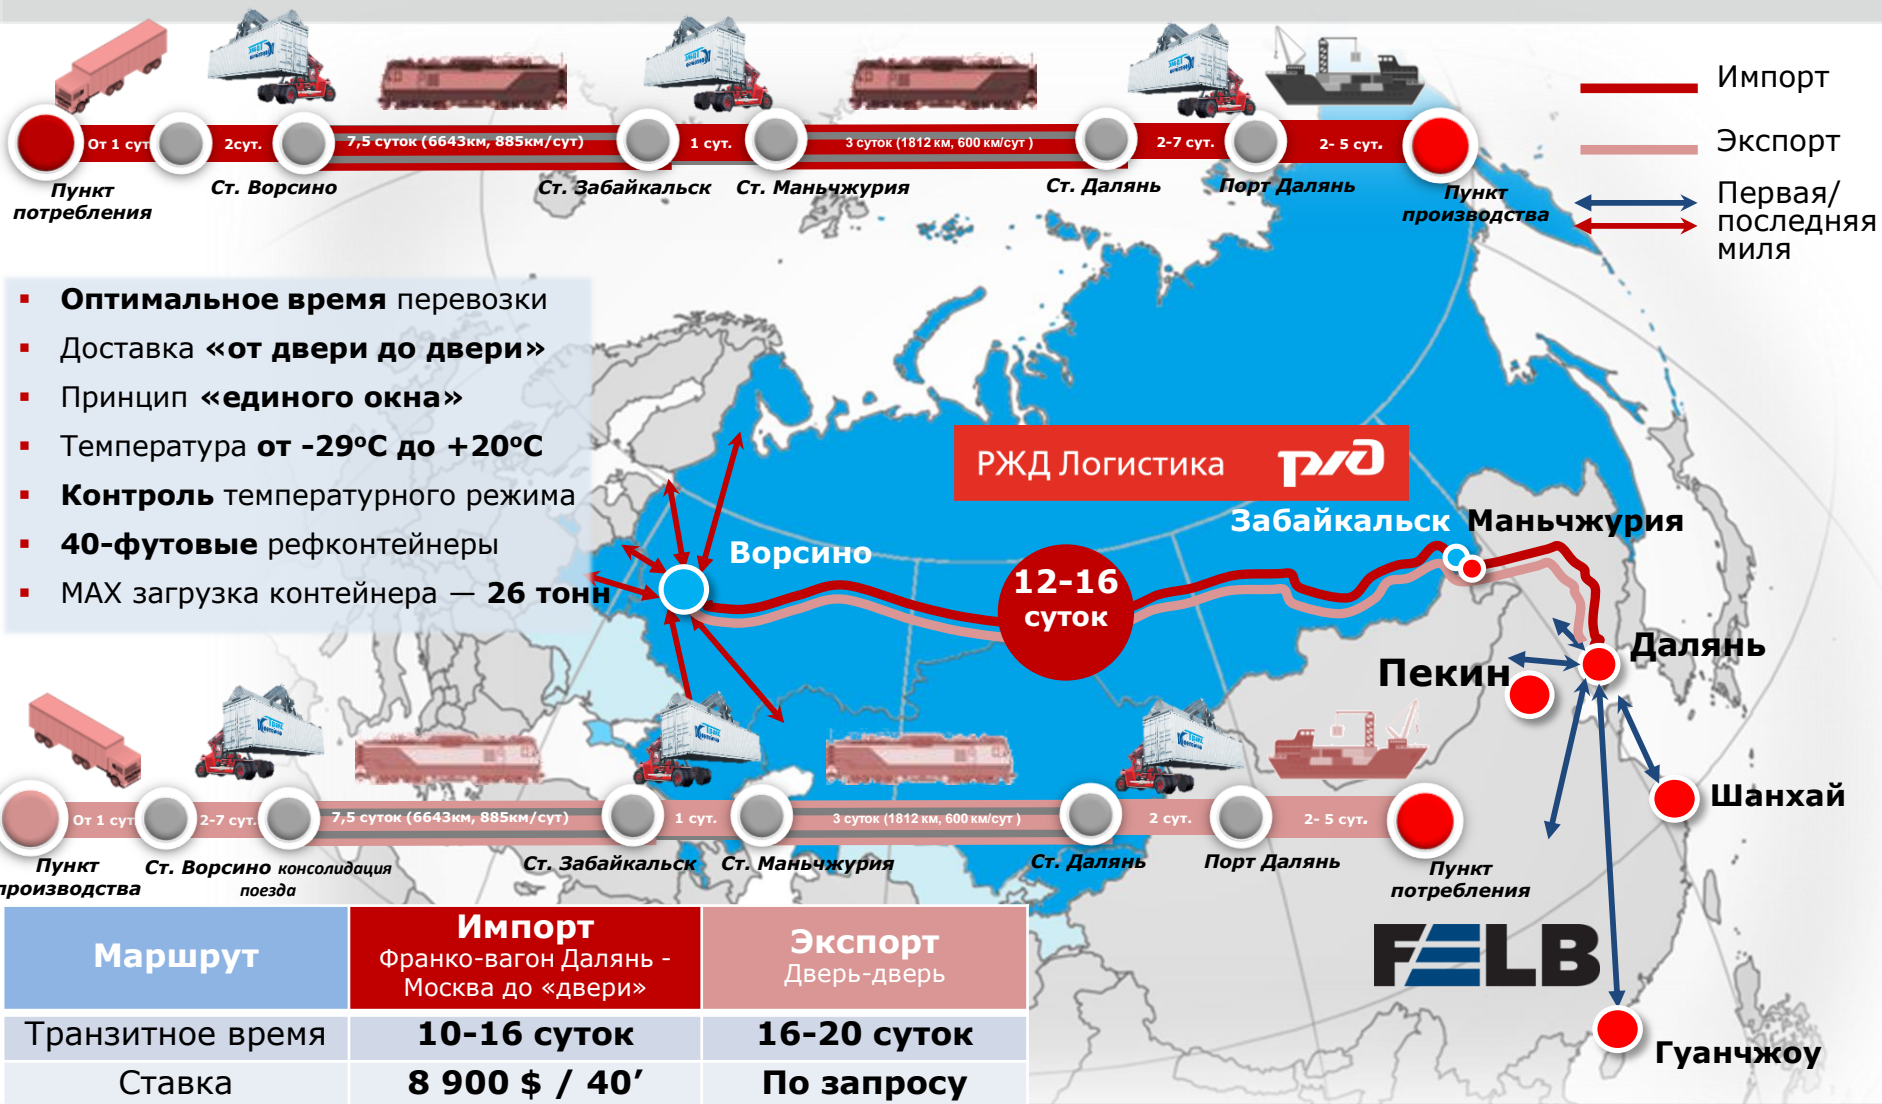 Импорт
Экспорт
Первая/
последняя
миля
От 1 сут
2сут.
7,5 суток (6643км, 885км/сут)
1 сут.
3 суток (1812 км, 600 км/сут )
2-7 сут.
2- 5 сут.
Пункт
потребления
Ст. Ворсино
Ст. Забайкальск
Ст. Маньчжурия
Ст. Далянь
Порт Далянь
Пункт
производства
Оптимальное время перевозки
Доставка «от двери до двери»
Принцип «единого окна»
Температура от -29ºС до +20ºС
Контроль температурного режима
40-футовые рефконтейнеры
МАХ загрузка контейнера — 26 тонн
РЖД Логистика ржд
Забайкальск
Маньчжурия
Ворсино
12-16
суток
Далянь
Пекин
Шанхай
Гуанчжоу
От 1 сут
2-7 сут.
7,5 суток (6643км, 885км/сут)
1 сут.
3 суток (1812 км, 600 км/сут )
2 сут.
2- 5 сут.
Пункт
производства
Ст. Ворсино консолидация
поезда
Ст. Забайкальск
Ст. Маньчжурия
Ст. Далянь
Порт Далянь
Пункт
потребления
FELB
Маршрут
Импорт
Франко-вагон Далянь -
Москва до «двери»
Экспорт
Дверь-дверь
Транзитное время
10-16 суток
16-20 суток
Ставка
8 900 $ / 40’
По запросу